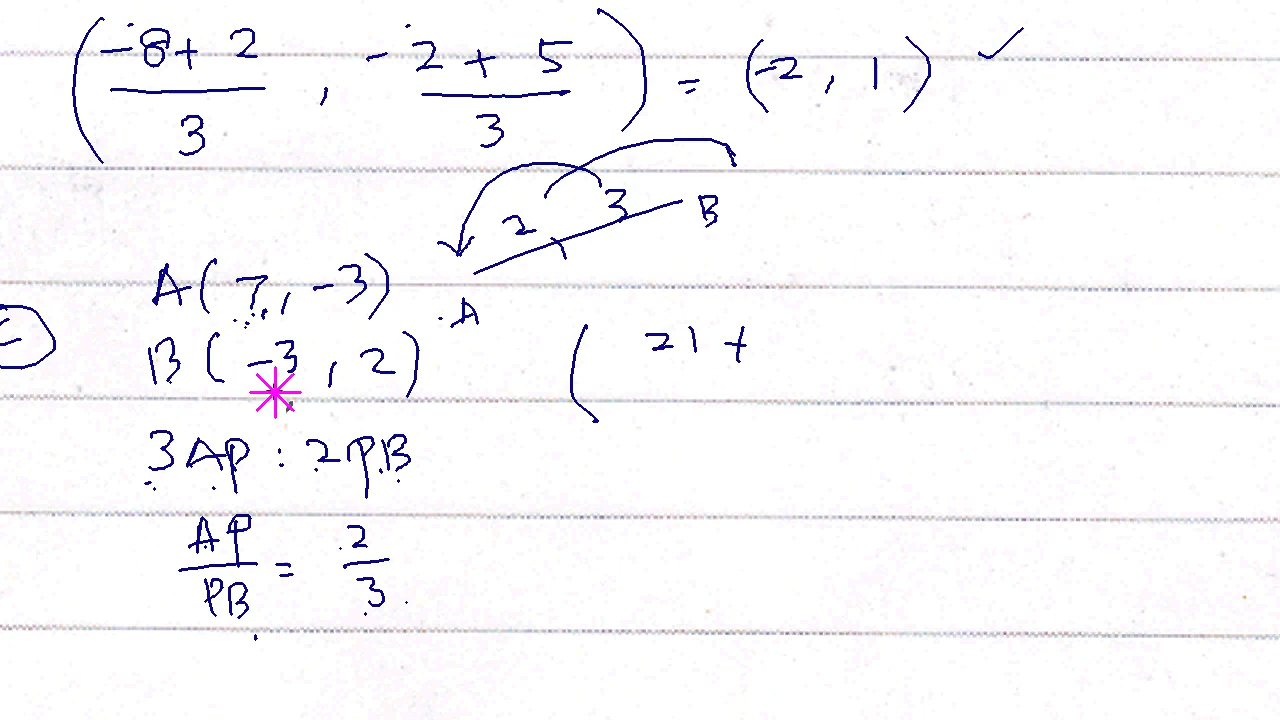 (-8+2/3 , -2+5/3) = (-2, 1) ✓
2 3 B
A(7, -3) A
B(-3, 2) ( 21 +
3AP : 2PB
AP/PB = 2/3